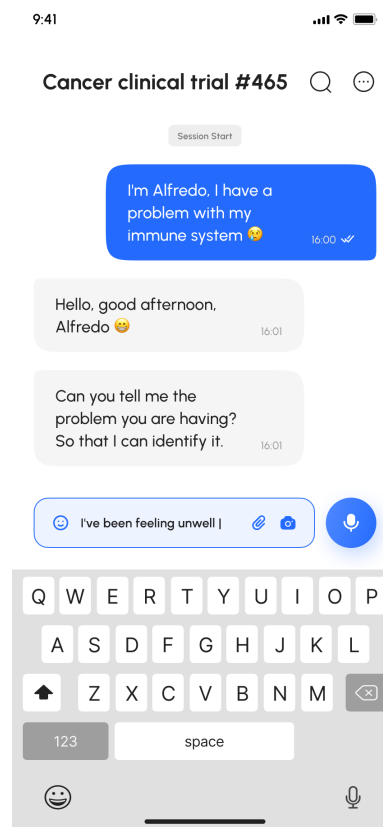 9:41
Cancer clinical trial #465
Session Start
I'm Alfredo, I have a
problem with my
immune system 😢
16:00
Hello, good afternoon,
Alfredo 😁
16:01
Can you tell me the
problem you are having?
So that I can identify it.
16:01
I've been feeling unwell |
Q W E R T Y U I O P
A S D F G H J K L
Z X C V B N M
123 space